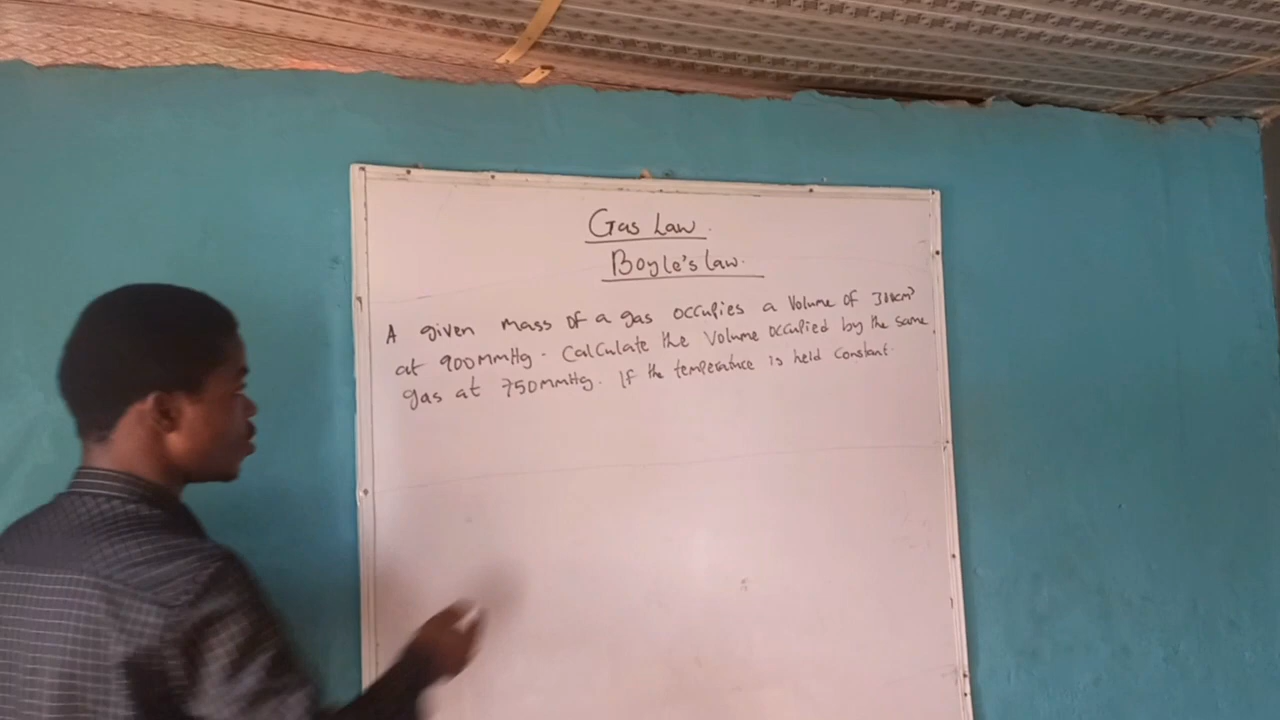 Gas Law.
Boyle's Law.
A given mass of a gas occupies a Volume of
at 900mmHg. Calculate the Volume occupied by the same
gas at 750mmHg. If the temperature is held constant.